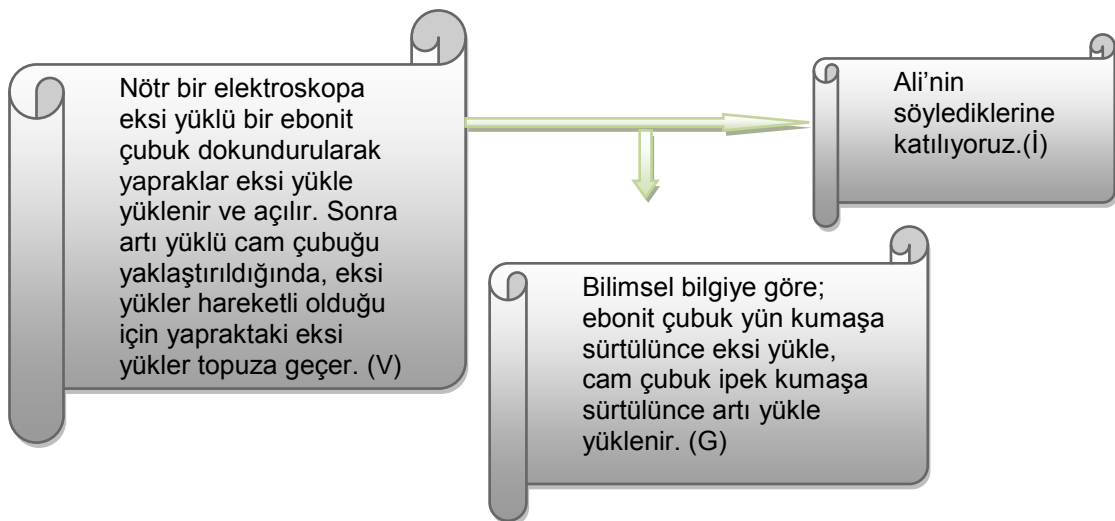 Nötr bir elektroskopa
eksi yüklü bir ebonit
çubuk dokundurularak
yapraklar eksi yükle
yüklenir ve açılır. Sonra
artı yüklü cam çubuğu
yaklaştırıldığında, eksi
yükler hareketli olduğu
için yapraktaki eksi
yükler topuza geçer. (V)
Ali’nin
söylediklerine
katılıyoruz.(İ)
Bilimsel bilgiye göre;
ebonit çubuk yün kumaşa
sürtülünce eksi yükle,
cam çubuk ipek kumaşa
sürtülünce artı yükle
yüklenir. (G)